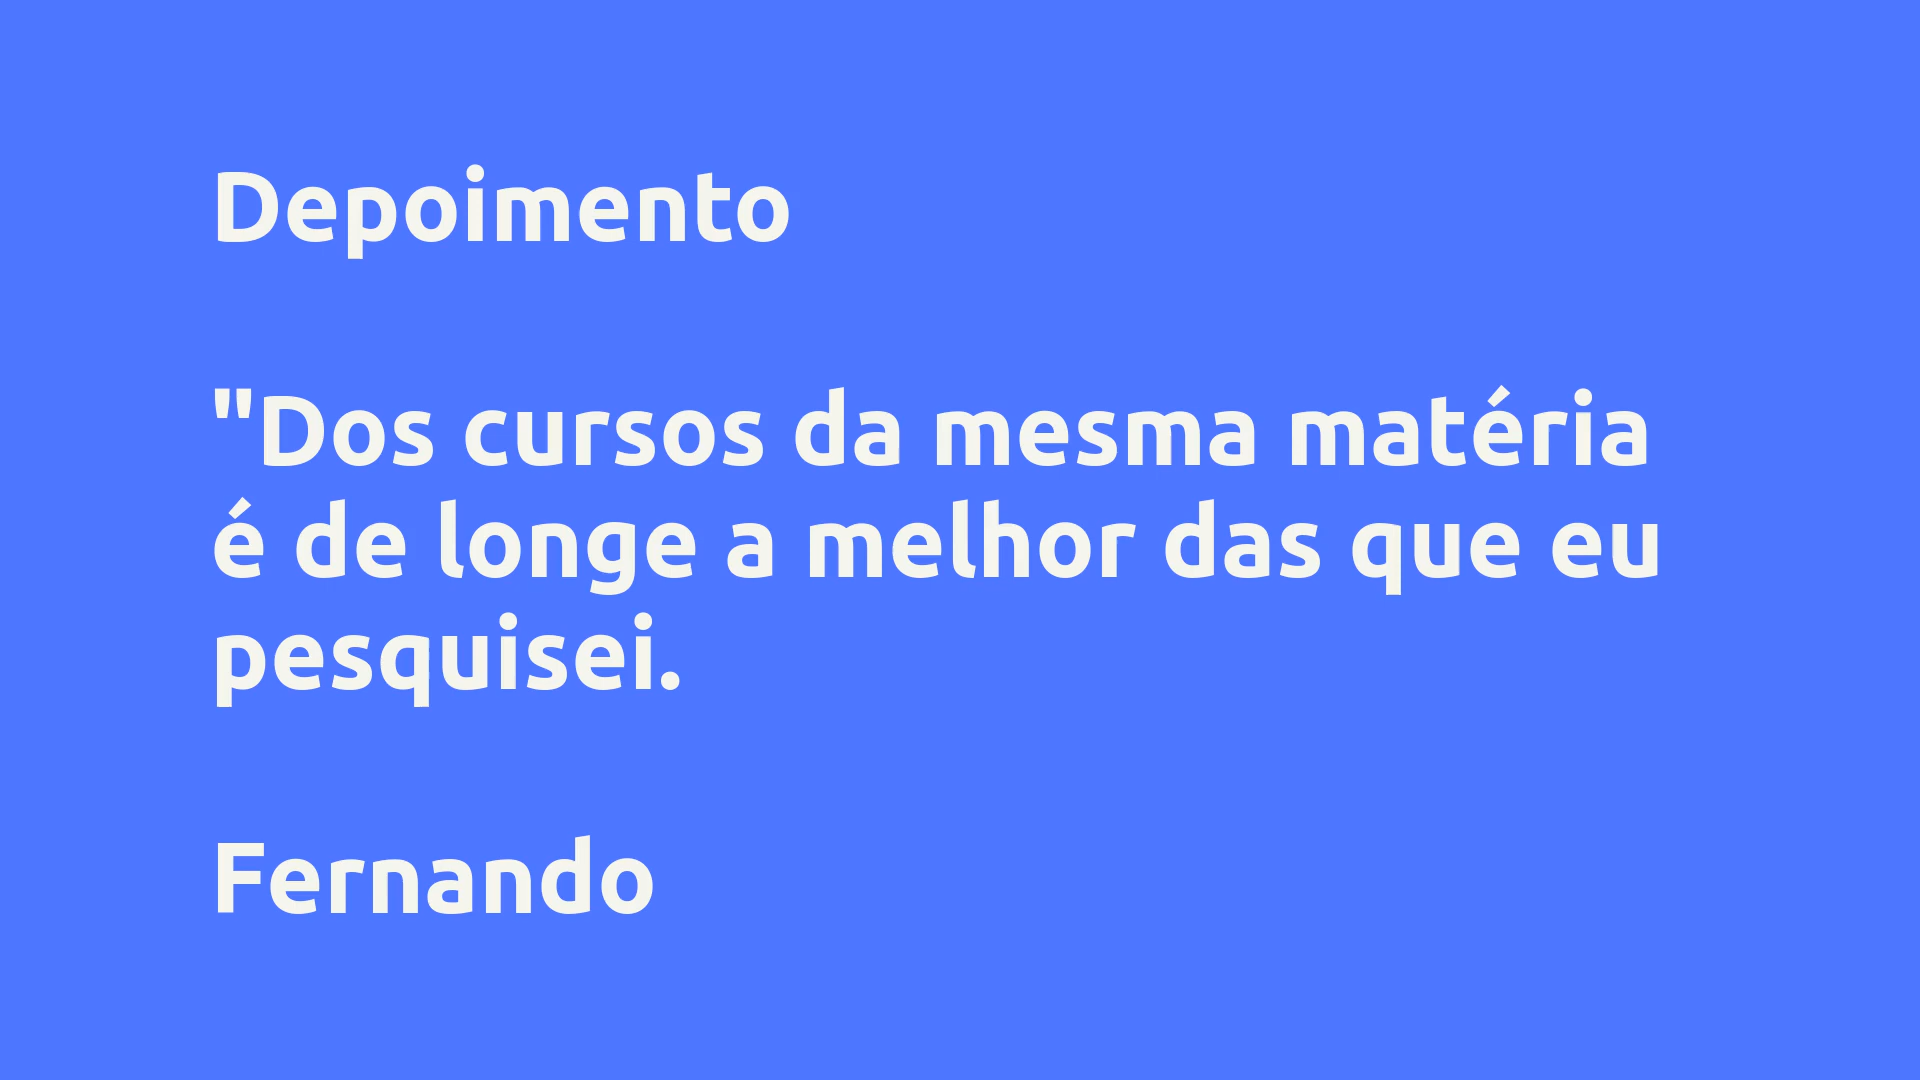 Depoimento
"Dos cursos da mesma matéria
é de longe a melhor das que eu
pesquisei.
Fernando